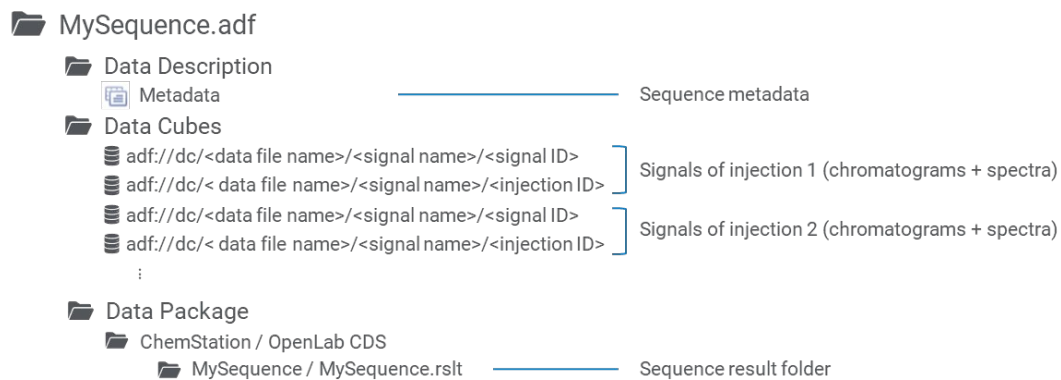 MySequence.adf
Data Description
Metadata Sequence metadata
Data Cubes
adf://dc/<data file name>/<signal name>/<signal ID>
adf://dc/< data file name>/<signal name>/<injection ID>
Signals of injection 1 (chromatograms + spectra)
adf://dc/<data file name>/<signal name>/<signal ID>
adf://dc/< data file name>/<signal name>/<injection ID>
Signals of injection 2 (chromatograms + spectra)
⋮
Data Package
ChemStation / OpenLab CDS
MySequence / MySequence.rslt Sequence result folder